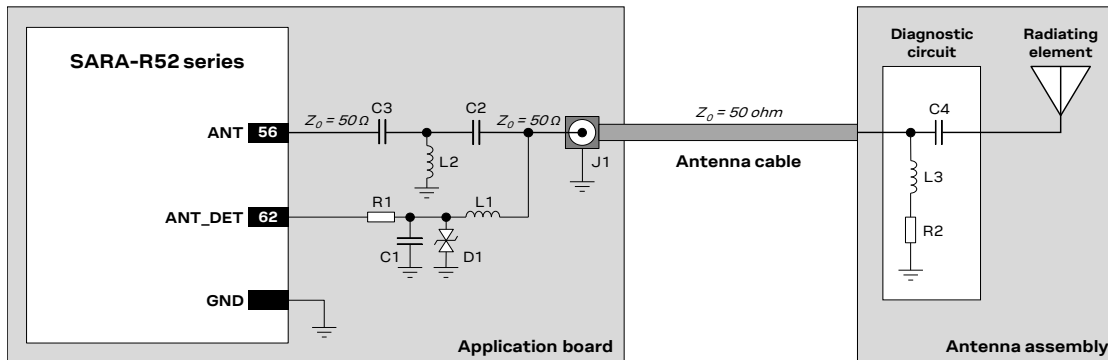 SARA-R52 series
ANT 56
ANT_DET 62
GND
Z₀ = 50 Ω
C3
C2
Z₀ = 50 Ω
L2
J1
R1
L1
C1
D1
Application board
Z₀ = 50 ohm
Antenna cable
Diagnostic
circuit
Radiating
element
C4
L3
R2
Antenna assembly